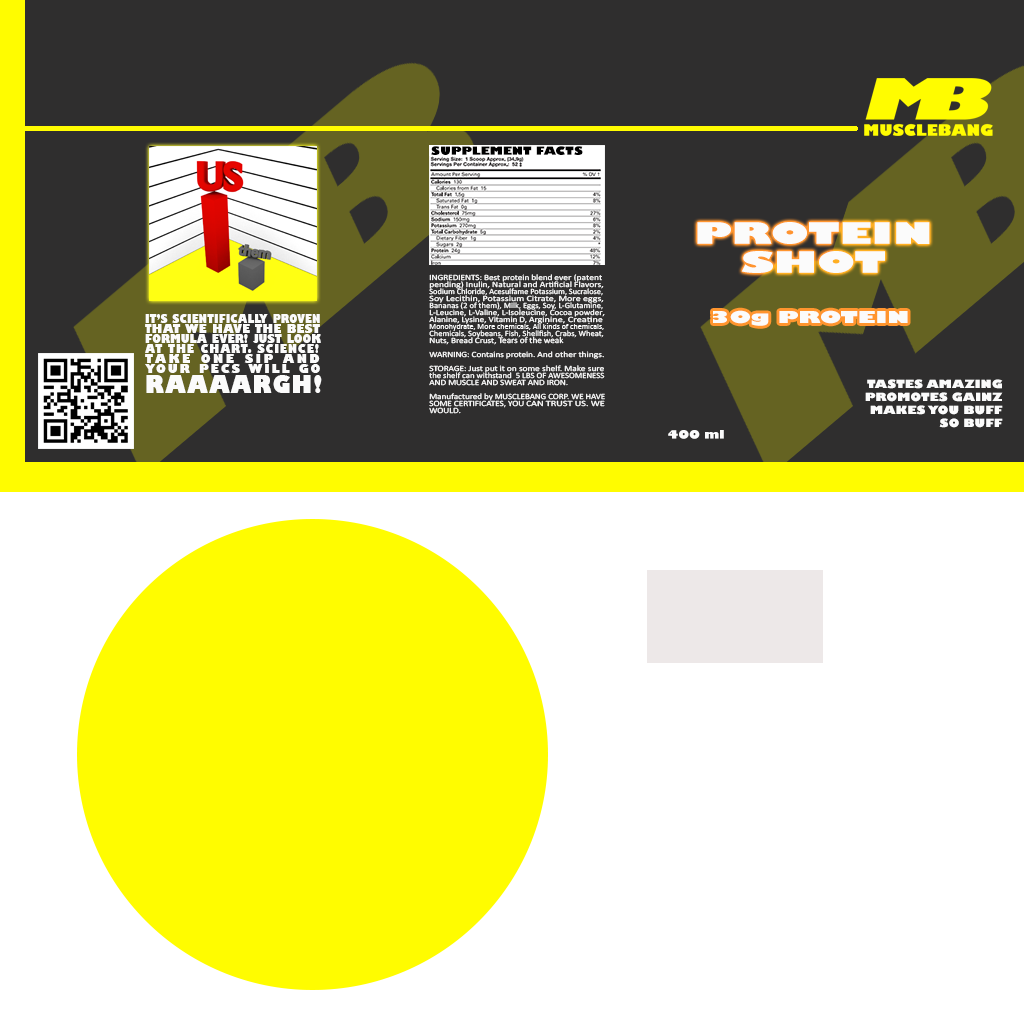 MB
MUSCLEBANG
US
them
IT'S SCIENTIFICALLY PROVEN
THAT WE HAVE THE BEST
FORMULA EVER! JUST LOOK
AT THE CHART. SCIENCE!
TAKE ONE SIP AND
YOUR PECS WILL GO
RAAAAARGH!
SUPPLEMENT FACTS
Serving Size: 1 Scoop Approx. (34,9g)
Servings Per Container Approx.: 52 ‡
Amount Per Serving % DV †
Calories 130
Calories from Fat 15
Total Fat 1,5g 4%
Saturated Fat 1g 8%
Trans Fat 0g
Cholesterol 75mg 27%
Sodium 150mg 6%
Potassium 270mg 8%
Total Carbohydrate 5g 2%
Dietary Fiber 1g 4%
Sugars 2g *
Protein 24g 48%
Calcium 12%
Iron 7%
INGREDIENTS: Best protein blend ever (patent
pending) Inulin, Natural and Artificial Flavors,
Sodium Chloride, Acesulfame Potassium, Sucralose,
Soy Lecithin, Potassium Citrate, More eggs,
Bananas (2 of them), Milk, Eggs, Soy, L-Glutamine,
L-Leucine, L-Valine, L-Isoleucine, Cocoa powder,
Alanine, Lysine, Vitamin D, Arginine, Creatine
Monohydrate, More chemicals, All kinds of chemicals,
Chemicals, Soybeans, Fish, Shellfish, Crabs, Wheat,
Nuts, Bread Crust, Tears of the weak
WARNING: Contains protein. And other things.
STORAGE: Just put it on some shelf. Make sure
the shelf can withstand 5 LBS OF AWESOMENESS
AND MUSCLE AND SWEAT AND IRON.
Manufactured by MUSCLEBANG CORP. WE HAVE
SOME CERTIFICATES, YOU CAN TRUST US. WE
WOULD.
PROTEIN
SHOT
30g PROTEIN
TASTES AMAZING
PROMOTES GAINZ
MAKES YOU BUFF
SO BUFF
400 ml